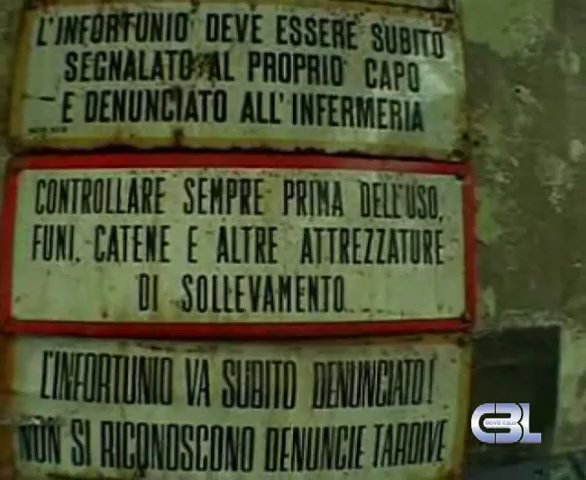 L'INFORTUNIO DEVE ESSERE SUBITO
SEGNALATO AL PROPRIO CAPO
E DENUNCIATO ALL'INFERMERIA
CONTROLLARE SEMPRE PRIMA DELL'USO,
FUNI, CATENE E ALTRE ATTREZZATURE
DI SOLLEVAMENTO
L'INFORTUNIO VA SUBITO DENUNCIATO!
NON SI RICONOSCONO DENUNCIE TARDIVE
CBL